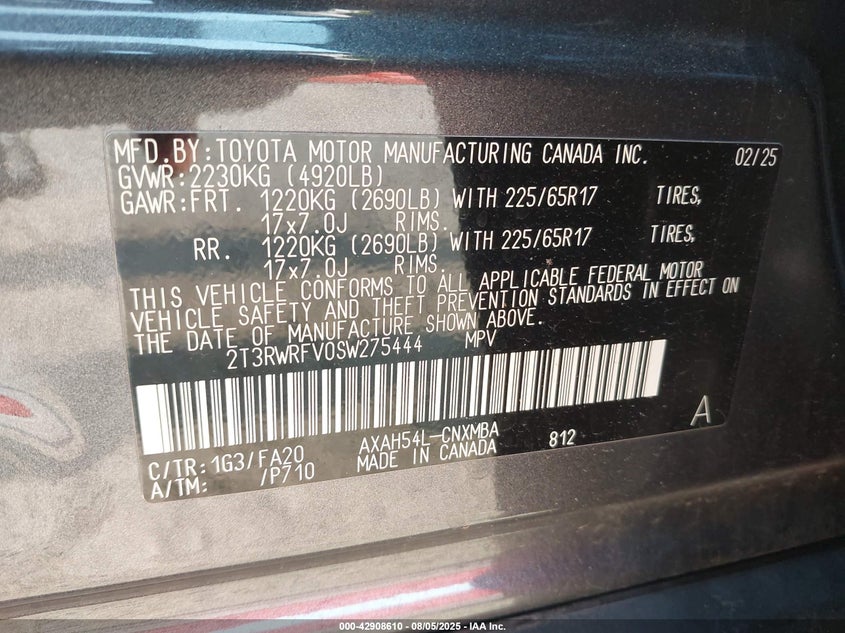 MFD.BY:TOYOTA MOTOR MANUFACTURING CANADA INC. 02/25
GVWR:2230KG (4920LB)
GAWR:FRT. 1220KG (2690LB) WITH 225/65R17 TIRES,
17x7.0J RIMS.
RR. 1220KG (2690LB) WITH 225/65R17 TIRES,
17x7.0J RIMS.
THIS VEHICLE CONFORMS TO ALL APPLICABLE FEDERAL MOTOR
VEHICLE SAFETY AND THEFT PREVENTION STANDARDS IN EFFECT ON
THE DATE OF MANUFACTURE SHOWN ABOVE.
2T3RWRFV0SW275444 MPV
A
C/TR:1G3/FA20 AXAH54L-CNXMBA 812
A/TM: /P710 MADE IN CANADA
000-42908610 - 08/05/2025 - IAA Inc.